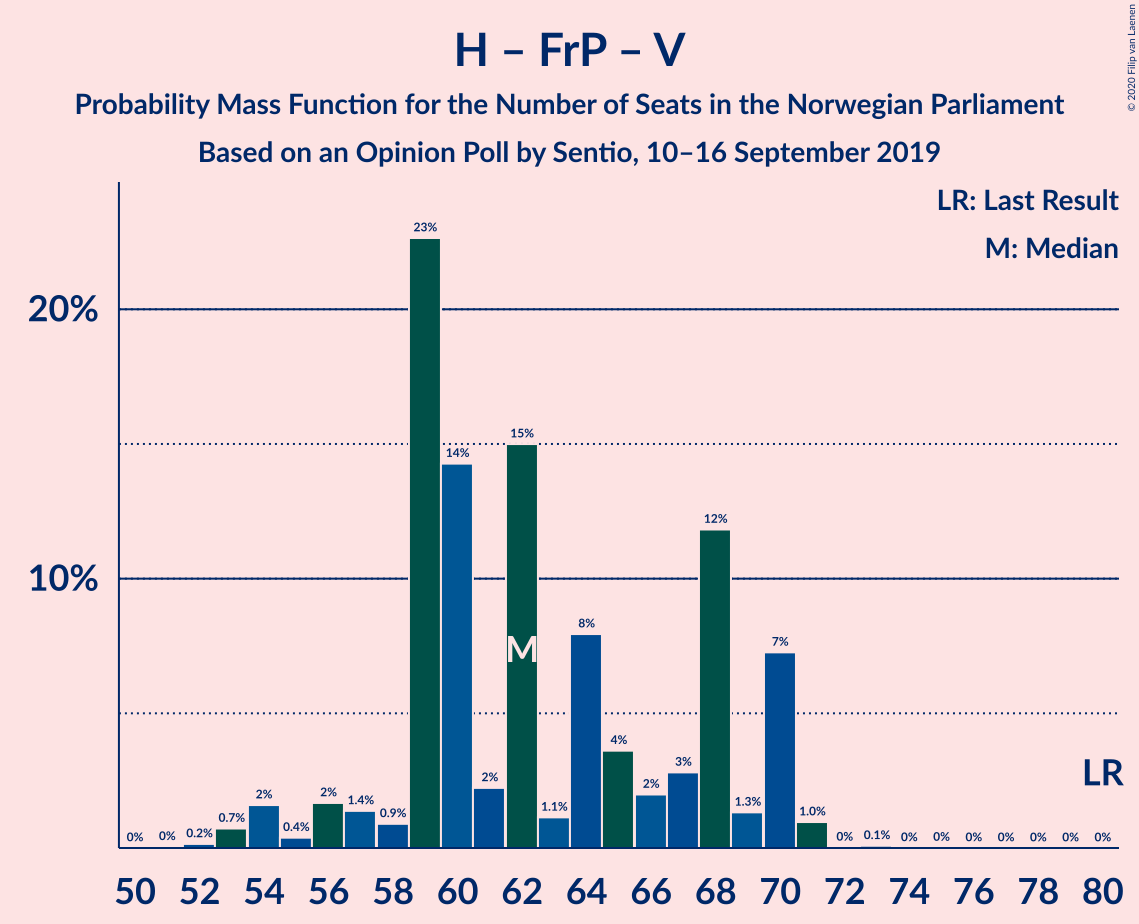 H – FrP – V
Probability Mass Function for the Number of Seats in the Norwegian Parliament
Based on an Opinion Poll by Sentio, 10–16 September 2019
© 2020 Filip van Laenen
LR: Last Result
M: Median
20%
10%
0% 0% 0.2% 0.7% 2% 0.4% 2% 1.4% 0.9% 23% 14% 2% 15% 1.1% 8% 4% 2% 3% 12% 1.3% 7% 1.0% 0% 0.1% 0% 0% 0% 0% 0% 0% 0%
M
LR
50 52 54 56 58 60 62 64 66 68 70 72 74 76 78 80